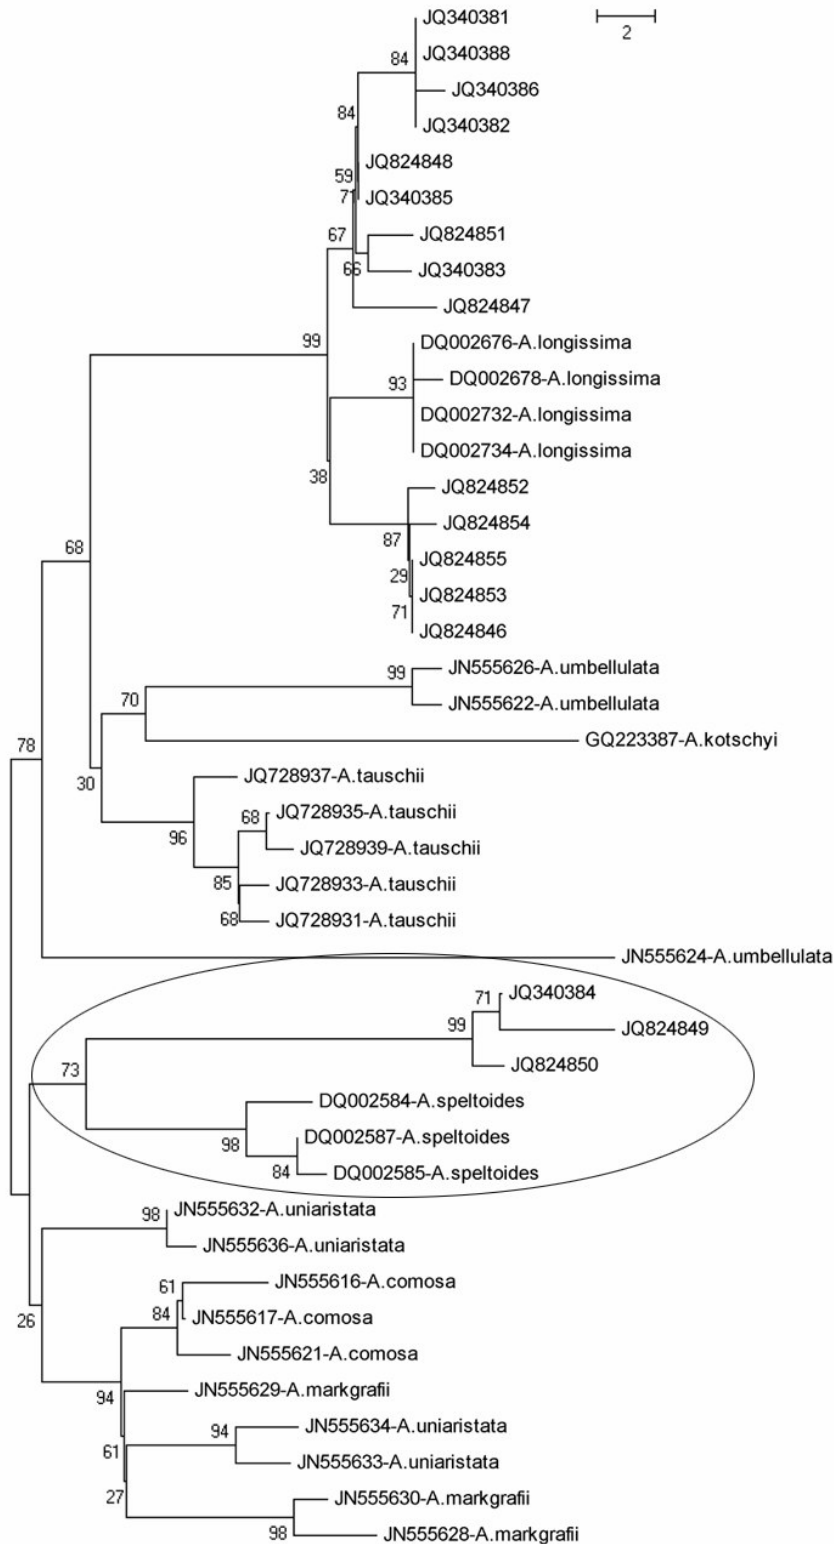 JQ340381
2
JQ340388
84
JQ340386
JQ340382
84
JQ824848
59
71
JQ340385
67
JQ824851
66
JQ340383
JQ824847
99
DQ002676-A.longissima
93
DQ002678-A.longissima
DQ002732-A.longissima
DQ002734-A.longissima
38
JQ824852
JQ824854
87
JQ824855
29
JQ824853
71
JQ824846
68
99
JN555626-A.umbellulata
JN555622-A.umbellulata
70
GQ223387-A.kotschyi
78
30
JQ728937-A.tauschii
JQ728935-A.tauschii
68
96
JQ728939-A.tauschii
85
JQ728933-A.tauschii
68
JQ728931-A.tauschii
JN555624-A.umbellulata
71
JQ340384
99
JQ824849
JQ824850
73
DQ002584-A.speltoides
98
DQ002587-A.speltoides
84
DQ002585-A.speltoides
98
JN555632-A.uniaristata
JN555636-A.uniaristata
61
JN555616-A.comosa
84
JN555617-A.comosa
26
JN555621-A.comosa
94
JN555629-A.markgrafii
94
JN555634-A.uniaristata
61
JN555633-A.uniaristata
27
JN555630-A.markgrafii
98
JN555628-A.markgrafii